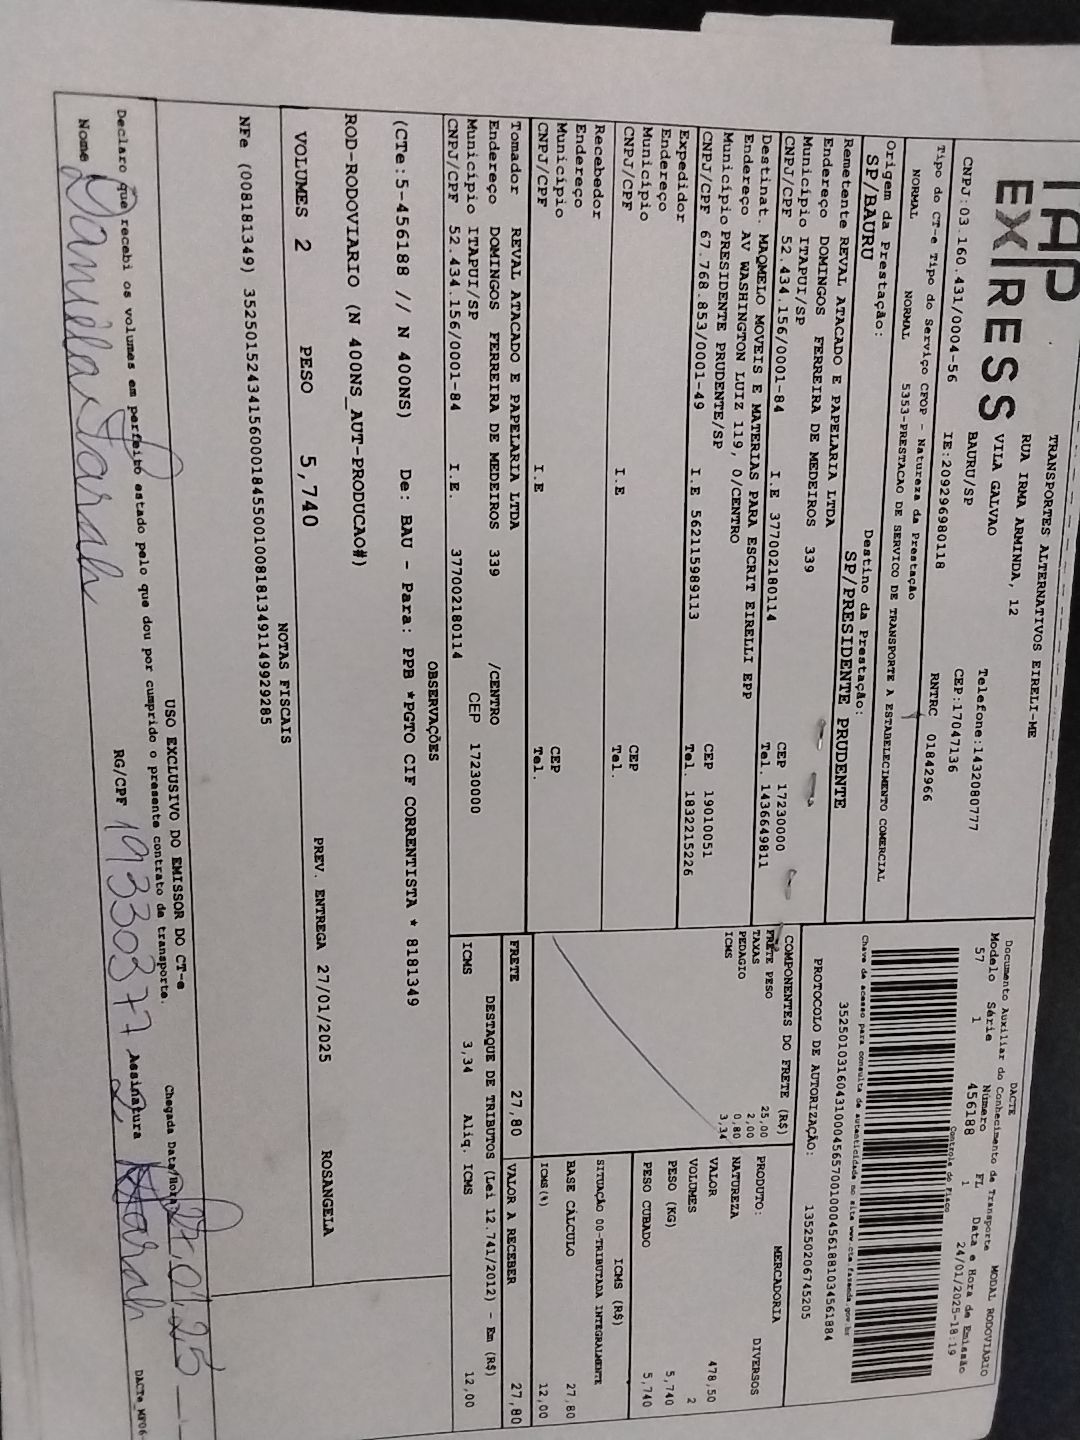 TAP
EXPRESS
TRANSPORTES ALTERNATIVOS EIRELI-ME
RUA IRMA ARMINDA, 12
VILA GALVAO
BAURU/SP
Telefone:1432080777
CEP:17047136
CNPJ:03.160.431/0004-56 IE:209296980118 RNTRC 01842966
Tipo do CT-e Tipo do Serviço CFOP - Natureza da Prestação
NORMAL NORMAL 5353-PRESTACAO DE SERVICO DE TRANSPORTE A ESTABELECIMENTO COMERCIAL
Origem da Prestação: Destino da Prestação:
SP/BAURU SP/PRESIDENTE PRUDENTE
Remetente REVAL ATACADO E PAPELARIA LTDA
Endereço DOMINGOS FERREIRA DE MEDEIROS 339
Município ITAPUI/SP CEP 17230000
CNPJ/CPF 52.434.156/0001-84 I.E 377002180114 Tel. 1436649811
Destinat. MAQMELO MOVEIS E MATERIAS PARA ESCRIT EIRELLI EPP
Endereço AV WASHINGTON LUIZ 119, 0/CENTRO
Município PRESIDENTE PRUDENTE/SP CEP 19010051
CNPJ/CPF 67.768.853/0001-49 I.E 562115989113 Tel. 1832215226
Expedidor
Endereço
Município CEP
CNPJ/CPF I.E Tel.
Recebedor
Endereço
Município CEP
CNPJ/CPF I.E Tel.
Tomador REVAL ATACADO E PAPELARIA LTDA
Endereço DOMINGOS FERREIRA DE MEDEIROS 339 /CENTRO
Município ITAPUI/SP CEP 17230000
CNPJ/CPF 52.434.156/0001-84 I.E. 377002180114
DACTE MODAL RODOVIÁRIO
Documento Auxiliar do Conhecimento de Transporte
Modelo Série Número FL Data e Hora de Emissão
57 1 456188 1 24/01/2025-18:19
Controle do Fisco
Chave de acesso para consulta de autenticidade no site www.cte.fazenda.gov.br
35250103160431000456570010004561881034561884
PROTOCOLO DE AUTORIZAÇÃO: 135250206745205
COMPONENTES DO FRETE (R$)
FRETE PESO 25,00
TAXAS 2,00
PEDAGIO 0,80
ICMS 3,34
MERCADORIA
PRODUTO: DIVERSOS
NATUREZA
VALOR 478,50
VOLUMES 2
PESO (KG) 5,740
PESO CUBADO 5,740
ICMS (R$)
SITUAÇÃO 00-TRIBUTADA INTEGRALMENTE
BASE CÁLCULO 27,80
ICMS(%) 12,00
FRETE 27,80 VALOR A RECEBER 27,80
DESTAQUE DE TRIBUTOS (Lei 12.741/2012) - Em (R$)
ICMS 3,34 Aliq. ICMS 12,00
OBSERVAÇÕES
(CTe:5-456188 // N 400NS) De: BAU - Para: PPB *PGTO CIF CORRENTISTA * 8181349
ROD-RODOVIARIO (N 400NS_AUT-PRODUCAO#)
VOLUMES 2 PESO 5,740 PREV. ENTREGA 27/01/2025 ROSANGELA
NOTAS FISCAIS
NFe (008181349) 35250152434156000184550010081813491149929285
USO EXCLUSIVO DO EMISSOR DO CT-e
Declaro que recebi os volumes em perfeito estado pelo que dou por cumprido o presente contrato de transporte.
Chegada Data/Hora 27.01.25
Nome Daniela Farah RG/CPF 19330377-2 Assinatura DFarah
DACTe_MF06-